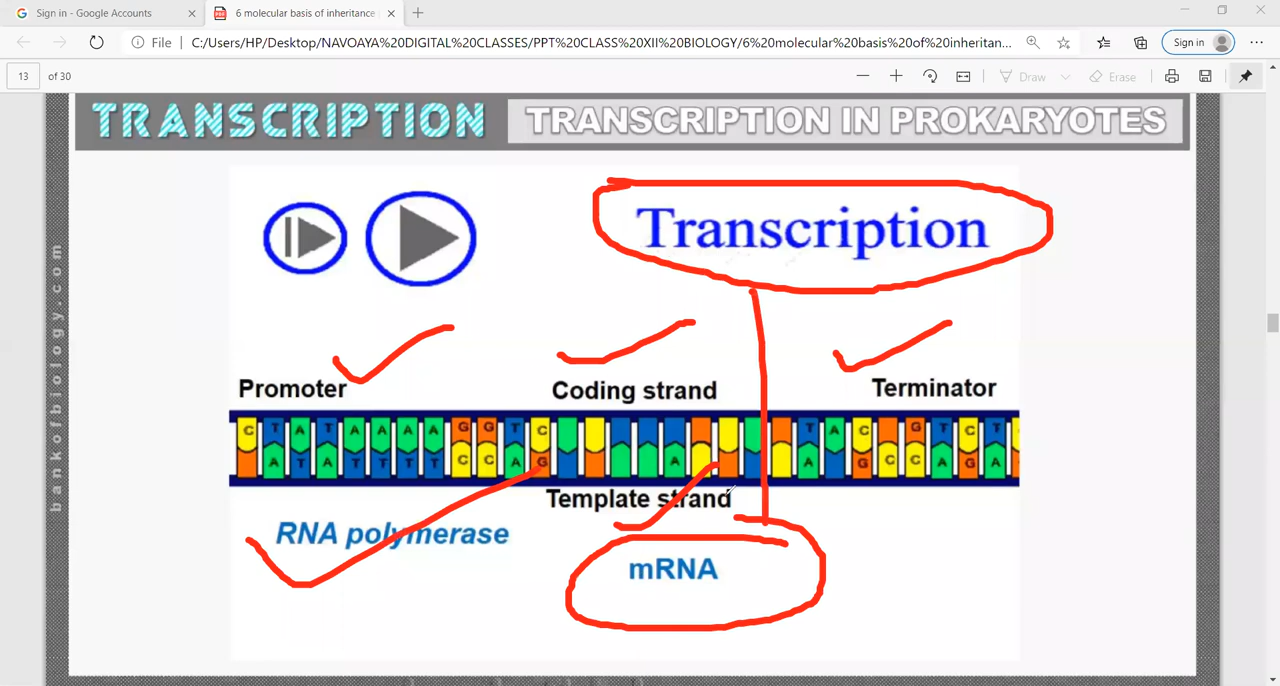 Sign in - Google Accounts
6 molecular basis of inheritance
File
C:/Users/HP/Desktop/NAVOAYA%20DIGITAL%20CLASSES/PPT%20CLASS%20XII%20BIOLOGY/6%20molecular%20basis%20of%20inheritan...
Sign in
13 of 30
Draw
Erase
TRANSCRIPTION
TRANSCRIPTION IN PROKARYOTES
Transcription
bankofbiology.com
Promoter Coding strand Terminator
C T A T A A A A G G T C T A C G T C T
A T A T T T T C C A G A A G C C A G A
Template strand
RNA polymerase
mRNA